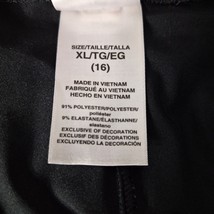 SIZE/TAILLE/TALLA
XL/TG/EG
(16)
MADE IN VIETNAM
FABRIQUÉ AU VIETNAM
HECHO EN VIETNAM
91% POLYESTER/POLYESTER/
poliéster
9% ELASTANE/ÉLASTHANNE/
elastano
EXCLUSIVE OF DECORATION
EXCLUSIF DES DÉCORATIONS
EXCLUYENDO LA DECORACIÓN